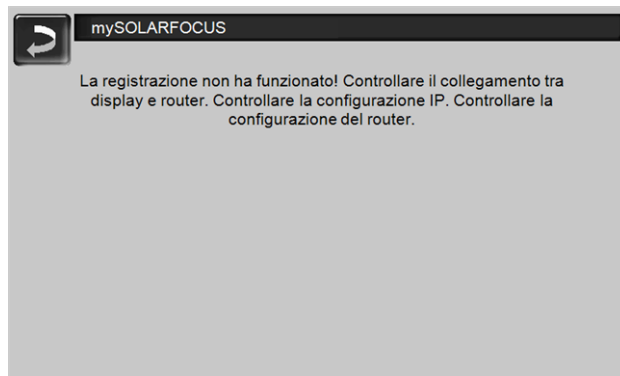 mySOLARFOCUS
La registrazione non ha funzionato! Controllare il collegamento tra
display e router. Controllare la configurazione IP. Controllare la
configurazione del router.